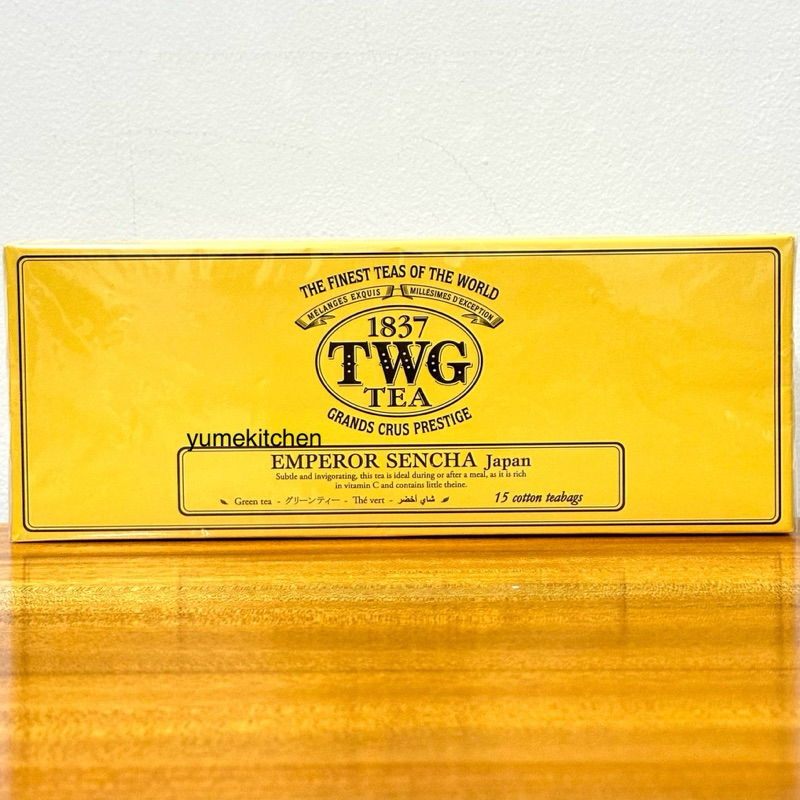 THE FINEST TEAS OF THE WORLD
MÉLANGES EXQUIS MILLÉSIMES D'EXCEPTION
1837
TWG
TEA
GRANDS CRUS PRESTIGE
yumekitchen
EMPEROR SENCHA Japan
Subtle and invigorating, this tea is ideal during or after a meal, as it is rich
in vitamin C and contains little theine.
Green tea - グリーンティー - Thé vert - شاي أخضر
15 cotton teabags